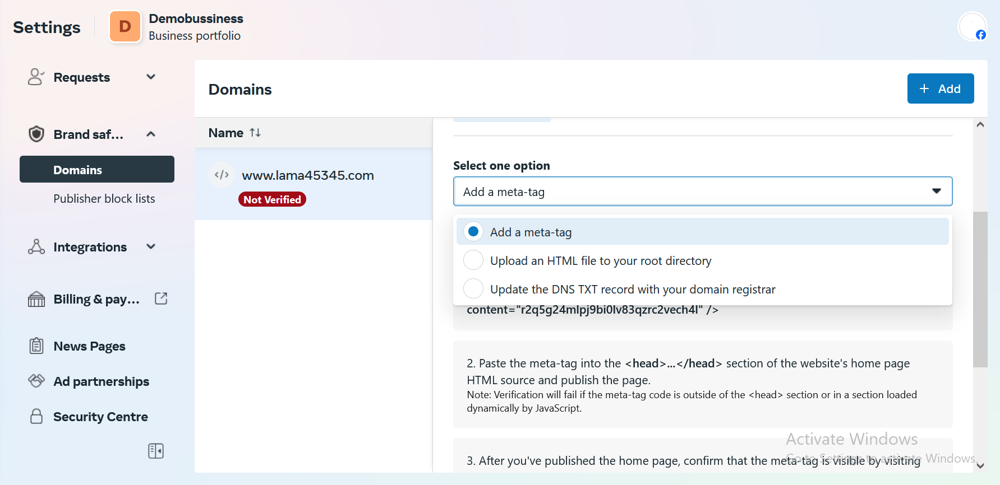 Settings
D
Demobussiness
Business portfolio
Requests
Brand saf...
Domains
Publisher block lists
Integrations
Billing & pay...
News Pages
Ad partnerships
Security Centre
Domains
+ Add
Name
</> www.lama45345.com
Not Verified
Select one option
Add a meta-tag
Add a meta-tag
Upload an HTML file to your root directory
Update the DNS TXT record with your domain registrar
content="r2q5g24mlpj9bi0lv83qzrc2vech4l" />
2. Paste the meta-tag into the <head>...</head> section of the website's home page
HTML source and publish the page.
Note: Verification will fail if the meta-tag code is outside of the <head> section or in a section loaded
dynamically by JavaScript.
3. After you've published the home page, confirm that the meta-tag is visible by visiting
Activate Windows
Go to Settings to activate Windows.